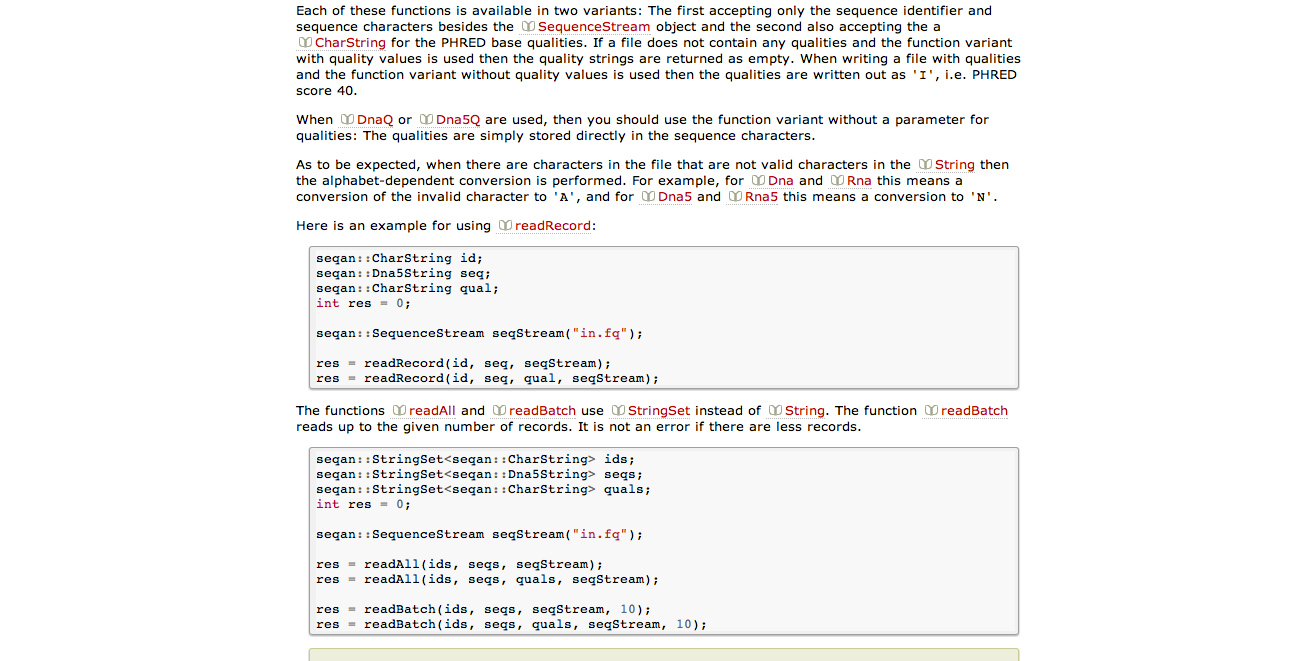 Each of these functions is available in two variants: The first accepting only the sequence identifier and
sequence characters besides the SequenceStream object and the second also accepting the a
CharString for the PHRED base qualities. If a file does not contain any qualities and the function variant
with quality values is used then the quality strings are returned as empty. When writing a file with qualities
and the function variant without quality values is used then the qualities are written out as 'I', i.e. PHRED
score 40.
When DnaQ or Dna5Q are used, then you should use the function variant without a parameter for
qualities: The qualities are simply stored directly in the sequence characters.
As to be expected, when there are characters in the file that are not valid characters in the String then
the alphabet-dependent conversion is performed. For example, for Dna and Rna this means a
conversion of the invalid character to 'A', and for Dna5 and Rna5 this means a conversion to 'N'.
Here is an example for using readRecord:
seqan::CharString id;
seqan::Dna5String seq;
seqan::CharString qual;
int res = 0;
seqan::SequenceStream seqStream("in.fq");
res = readRecord(id, seq, seqStream);
res = readRecord(id, seq, qual, seqStream);
The functions readAll and readBatch use StringSet instead of String. The function readBatch
reads up to the given number of records. It is not an error if there are less records.
seqan::StringSet<seqan::CharString> ids;
seqan::StringSet<seqan::Dna5String> seqs;
seqan::StringSet<seqan::CharString> quals;
int res = 0;
seqan::SequenceStream seqStream("in.fq");
res = readAll(ids, seqs, seqStream);
res = readAll(ids, seqs, quals, seqStream);
res = readBatch(ids, seqs, seqStream, 10);
res = readBatch(ids, seqs, quals, seqStream, 10);